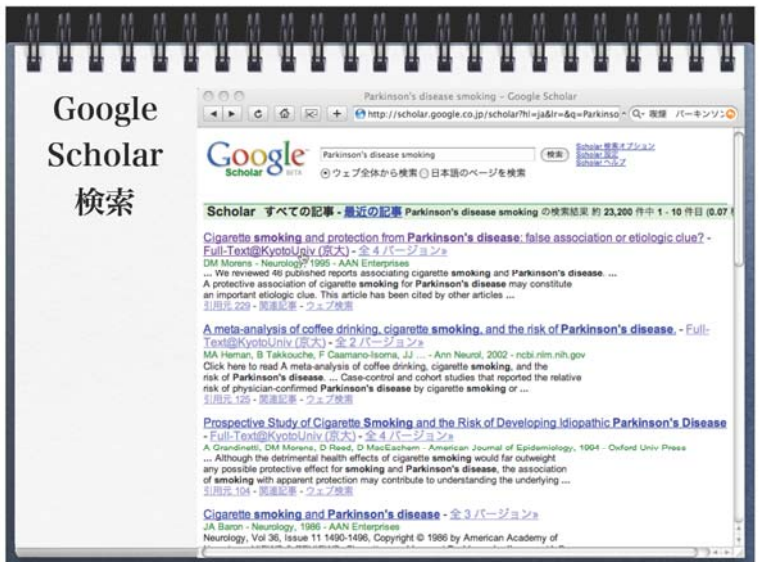 Google
Scholar
検索
Parkinson's disease smoking - Google Scholar
http://scholar.google.co.jp/scholar?hl=ja&lr=&q=Parkinso
喫煙 パーキンソン
Google
Scholar BETA
Parkinson's disease smoking
検索
Scholar 検索オプション
Scholar 設定
Scholar ヘルプ
ウェブ全体から検索 日本語のページを検索
Scholar すべての記事 - 最近の記事 Parkinson's disease smoking の検索結果 約 23,200 件中 1 - 10 件目 (0.07
Cigarette smoking and protection from Parkinson's disease: false association or etiologic clue? -
Full-Text@KyotoUniv (京大) - 全 4 バージョン»
DM Morens - Neurology, 1995 - AAN Enterprises
... We reviewed 46 published reports associating cigarette smoking and Parkinson's disease. ...
A protective association of cigarette smoking for Parkinson's disease may constitute
an important etiologic clue. This article has been cited by other articles ...
引用元 229 - 関連記事 - ウェブ検索
A meta-analysis of coffee drinking, cigarette smoking, and the risk of Parkinson's disease. - Full-
Text@KyotoUniv (京大) - 全 2 バージョン»
MA Hernan, B Takkouche, F Caamano-Isorna, JJ ... - Ann Neurol, 2002 - ncbi.nlm.nih.gov
Click here to read A meta-analysis of coffee drinking, cigarette smoking, and the
risk of Parkinson's disease. ... Case-control and cohort studies that reported the relative
risk of physician-confirmed Parkinson's disease by cigarette smoking or ...
引用元 125 - 関連記事 - ウェブ検索
Prospective Study of Cigarette Smoking and the Risk of Developing Idiopathic Parkinson's Disease
- Full-Text@KyotoUniv (京大) - 全 4 バージョン»
A Grandinetti, DM Morens, D Reed, D MacEachern - American Journal of Epidemiology, 1994 - Oxford Univ Press
... Although the detrimental health effects of cigarette smoking would far outweight
any possible protective effect for smoking and Parkinson's disease, the association
of smoking with apparent protection may contribute to understanding the underlying ...
引用元 104 - 関連記事 - ウェブ検索
Cigarette smoking and Parkinson's disease - 全 3 バージョン»
JA Baron - Neurology, 1986 - AAN Enterprises
Neurology, Vol 36, Issue 11 1490-1496, Copyright © 1986 by American Academy of